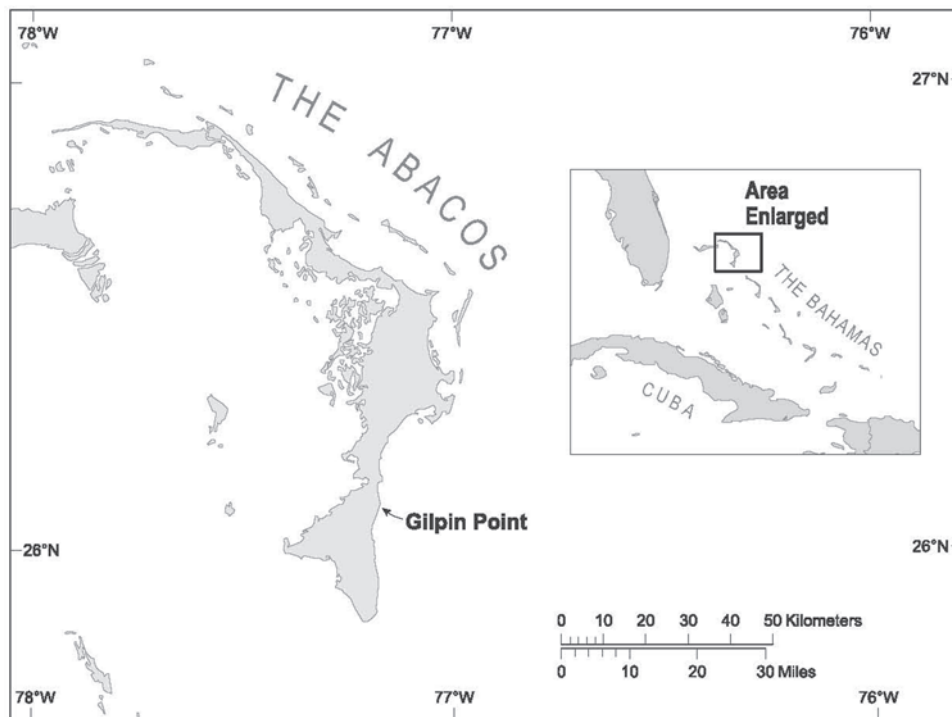 78°W
77°W
76°W
27°N
THE ABACOS
Area
Enlarged
THE BAHAMAS
CUBA
Gilpin Point
26°N
26°N
0 10 20 30 40 50 Kilometers
0 10 20 30 Miles
78°W
77°W
76°W